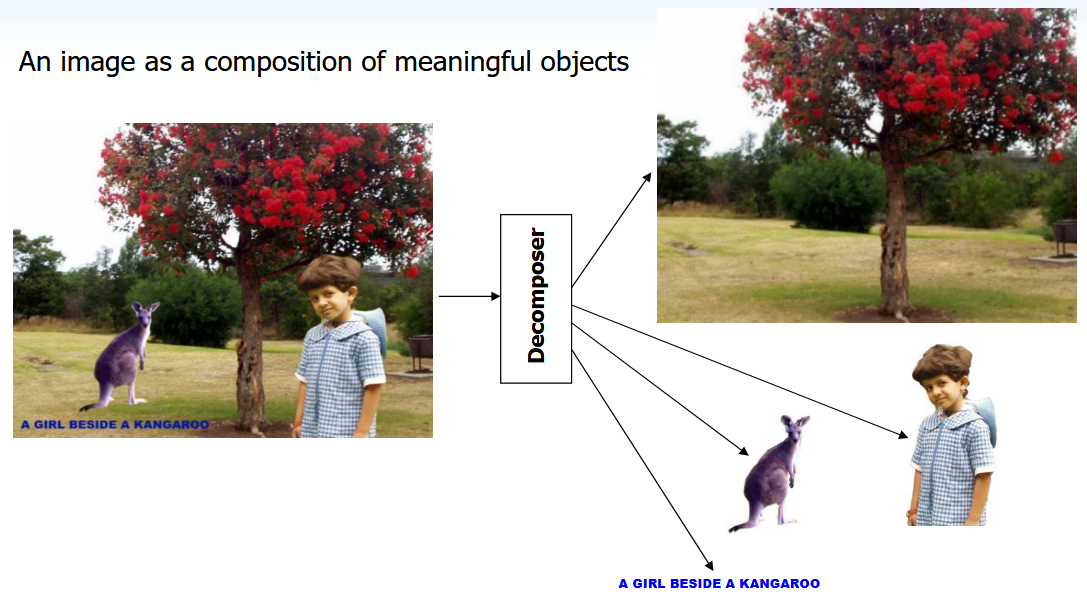 An image as a composition of meaningful objects
A GIRL BESIDE A KANGAROO
Decomposer
A GIRL BESIDE A KANGAROO